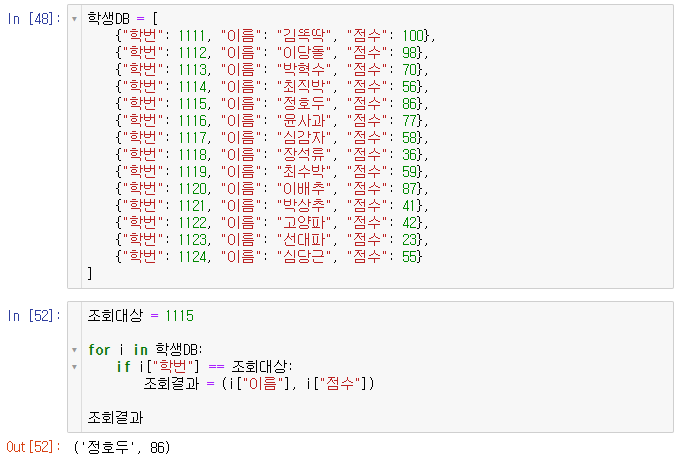 In [48]:
학생DB = [
{"학번": 1111, "이름": "김똑딱", "점수": 100},
{"학번": 1112, "이름": "이당돌", "점수": 98},
{"학번": 1113, "이름": "박혁수", "점수": 70},
{"학번": 1114, "이름": "최직박", "점수": 56},
{"학번": 1115, "이름": "정호두", "점수": 86},
{"학번": 1116, "이름": "윤사과", "점수": 77},
{"학번": 1117, "이름": "심감자", "점수": 58},
{"학번": 1118, "이름": "장석류", "점수": 36},
{"학번": 1119, "이름": "최수박", "점수": 59},
{"학번": 1120, "이름": "이배추", "점수": 87},
{"학번": 1121, "이름": "박상추", "점수": 41},
{"학번": 1122, "이름": "고양파", "점수": 42},
{"학번": 1123, "이름": "선대파", "점수": 23},
{"학번": 1124, "이름": "심당근", "점수": 55}
]
In [52]:
조회대상 = 1115
for i in 학생DB:
if i["학번"] == 조회대상:
조회결과 = (i["이름"], i["점수"])
조회결과
Out[52]: ('정호두', 86)